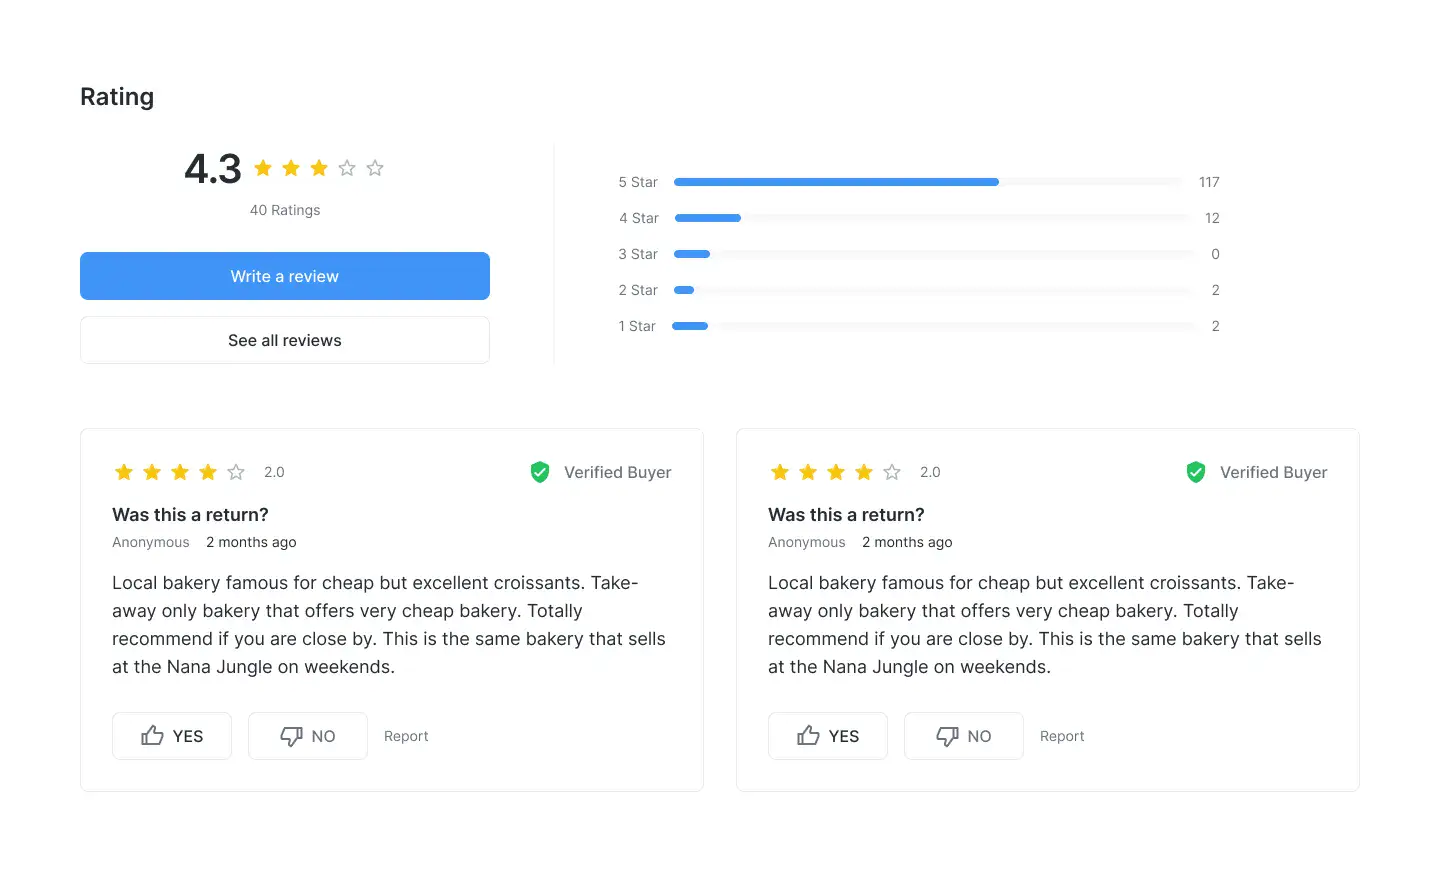 Rating
4.3
40 Ratings
Write a review
See all reviews
5 Star 117
4 Star 12
3 Star 0
2 Star 2
1 Star 2
2.0 Verified Buyer
Was this a return?
Anonymous 2 months ago
Local bakery famous for cheap but excellent croissants. Take-
away only bakery that offers very cheap bakery. Totally
recommend if you are close by. This is the same bakery that sells
at the Nana Jungle on weekends.
YES NO Report
2.0 Verified Buyer
Was this a return?
Anonymous 2 months ago
Local bakery famous for cheap but excellent croissants. Take-
away only bakery that offers very cheap bakery. Totally
recommend if you are close by. This is the same bakery that sells
at the Nana Jungle on weekends.
YES NO Report